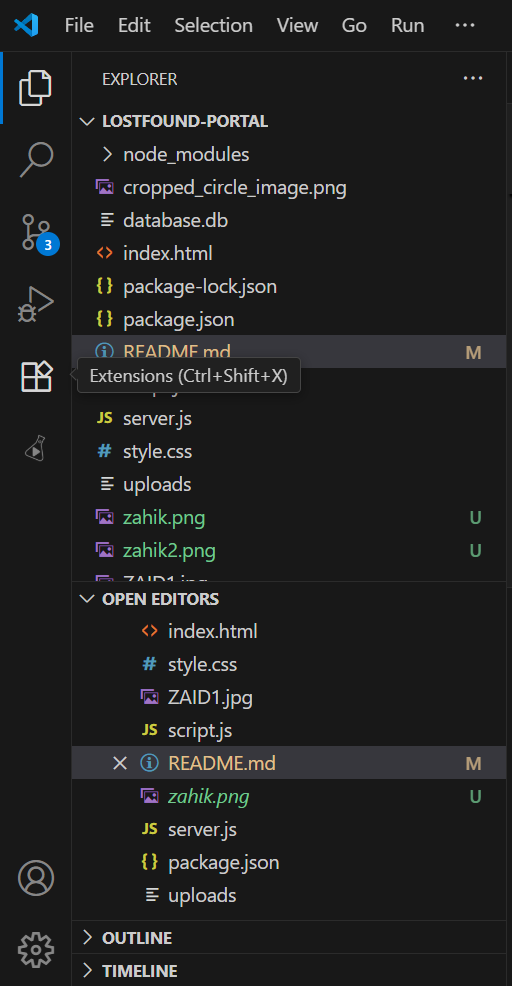 File Edit Selection View Go Run ...
EXPLORER ...
LOSTFOUND-PORTAL
node_modules
cropped_circle_image.png
database.db
<> index.html
{} package-lock.json
{} package.json
README.md M
Extensions (Ctrl+Shift+X)
JS server.js
# style.css
uploads
zahik.png U
zahik2.png U
ZAID1.jpg
3
OPEN EDITORS
<> index.html
# style.css
ZAID1.jpg
JS script.js
README.md M
zahik.png U
JS server.js
{} package.json
uploads
OUTLINE
TIMELINE